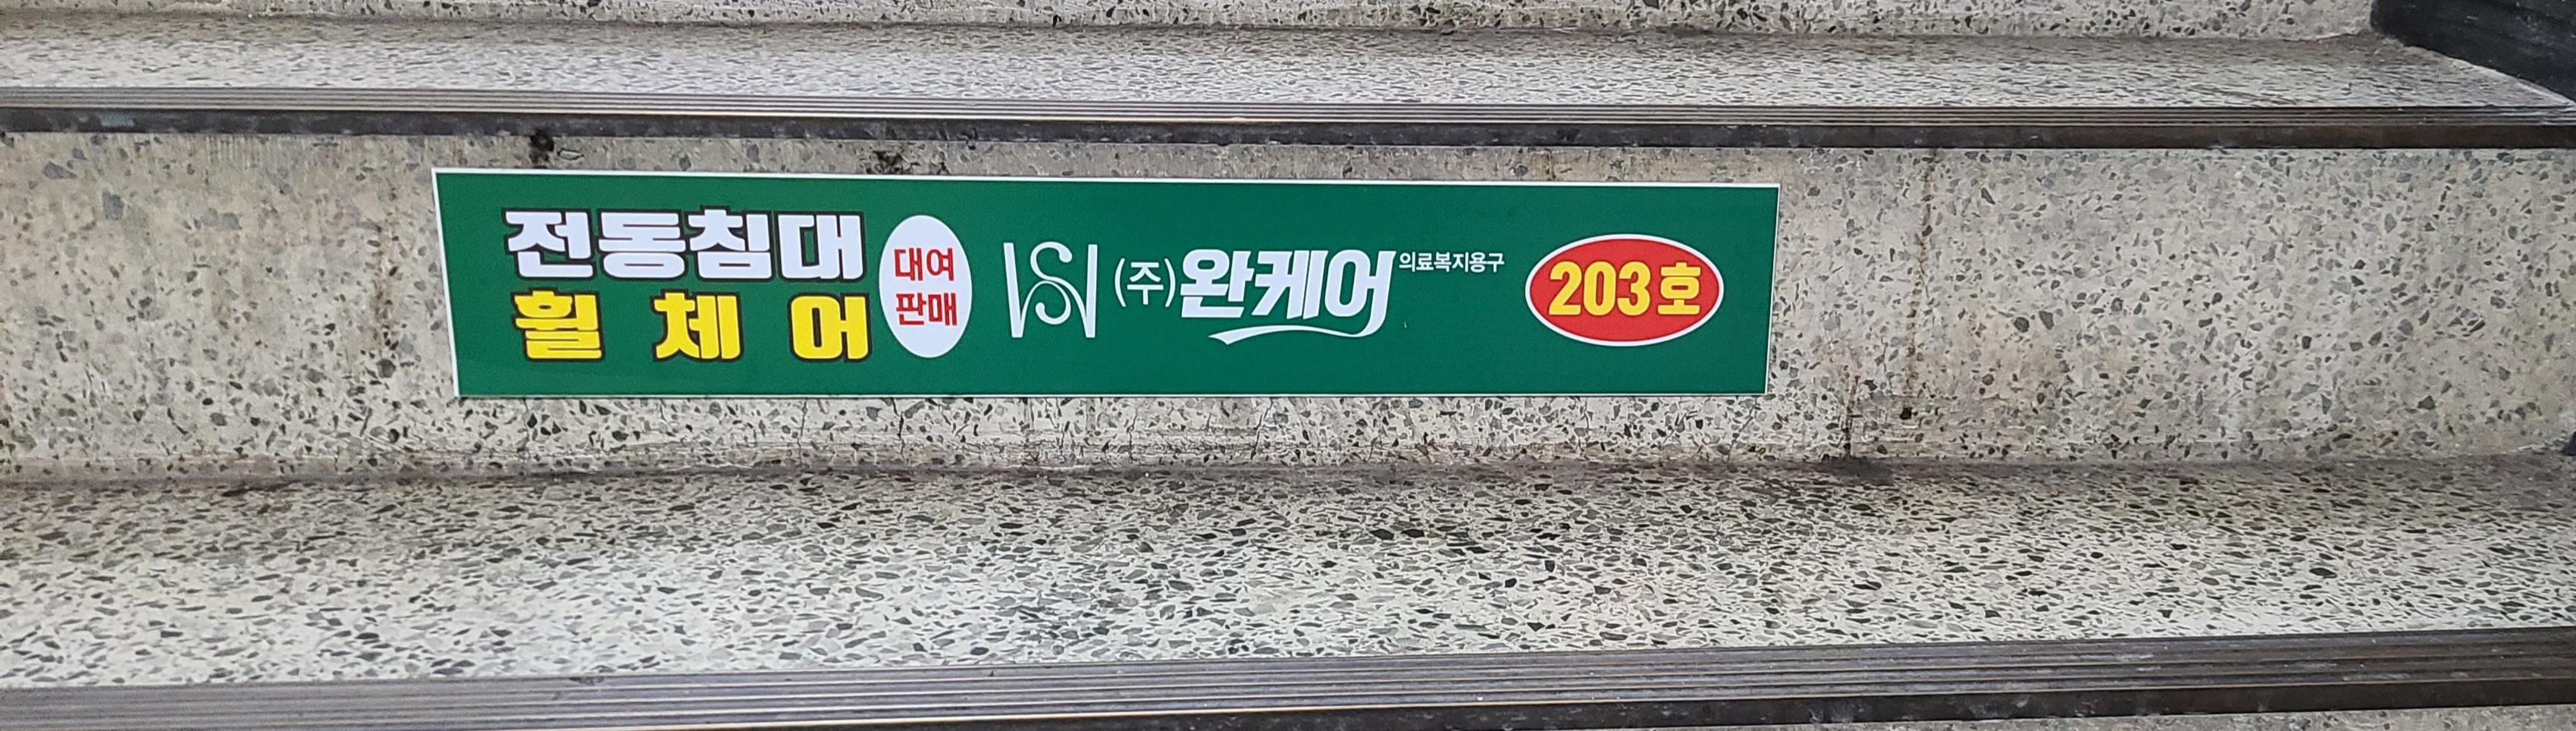 전동침대
휠체어
대여
판매
(주)완케어 의료복지용구
203호